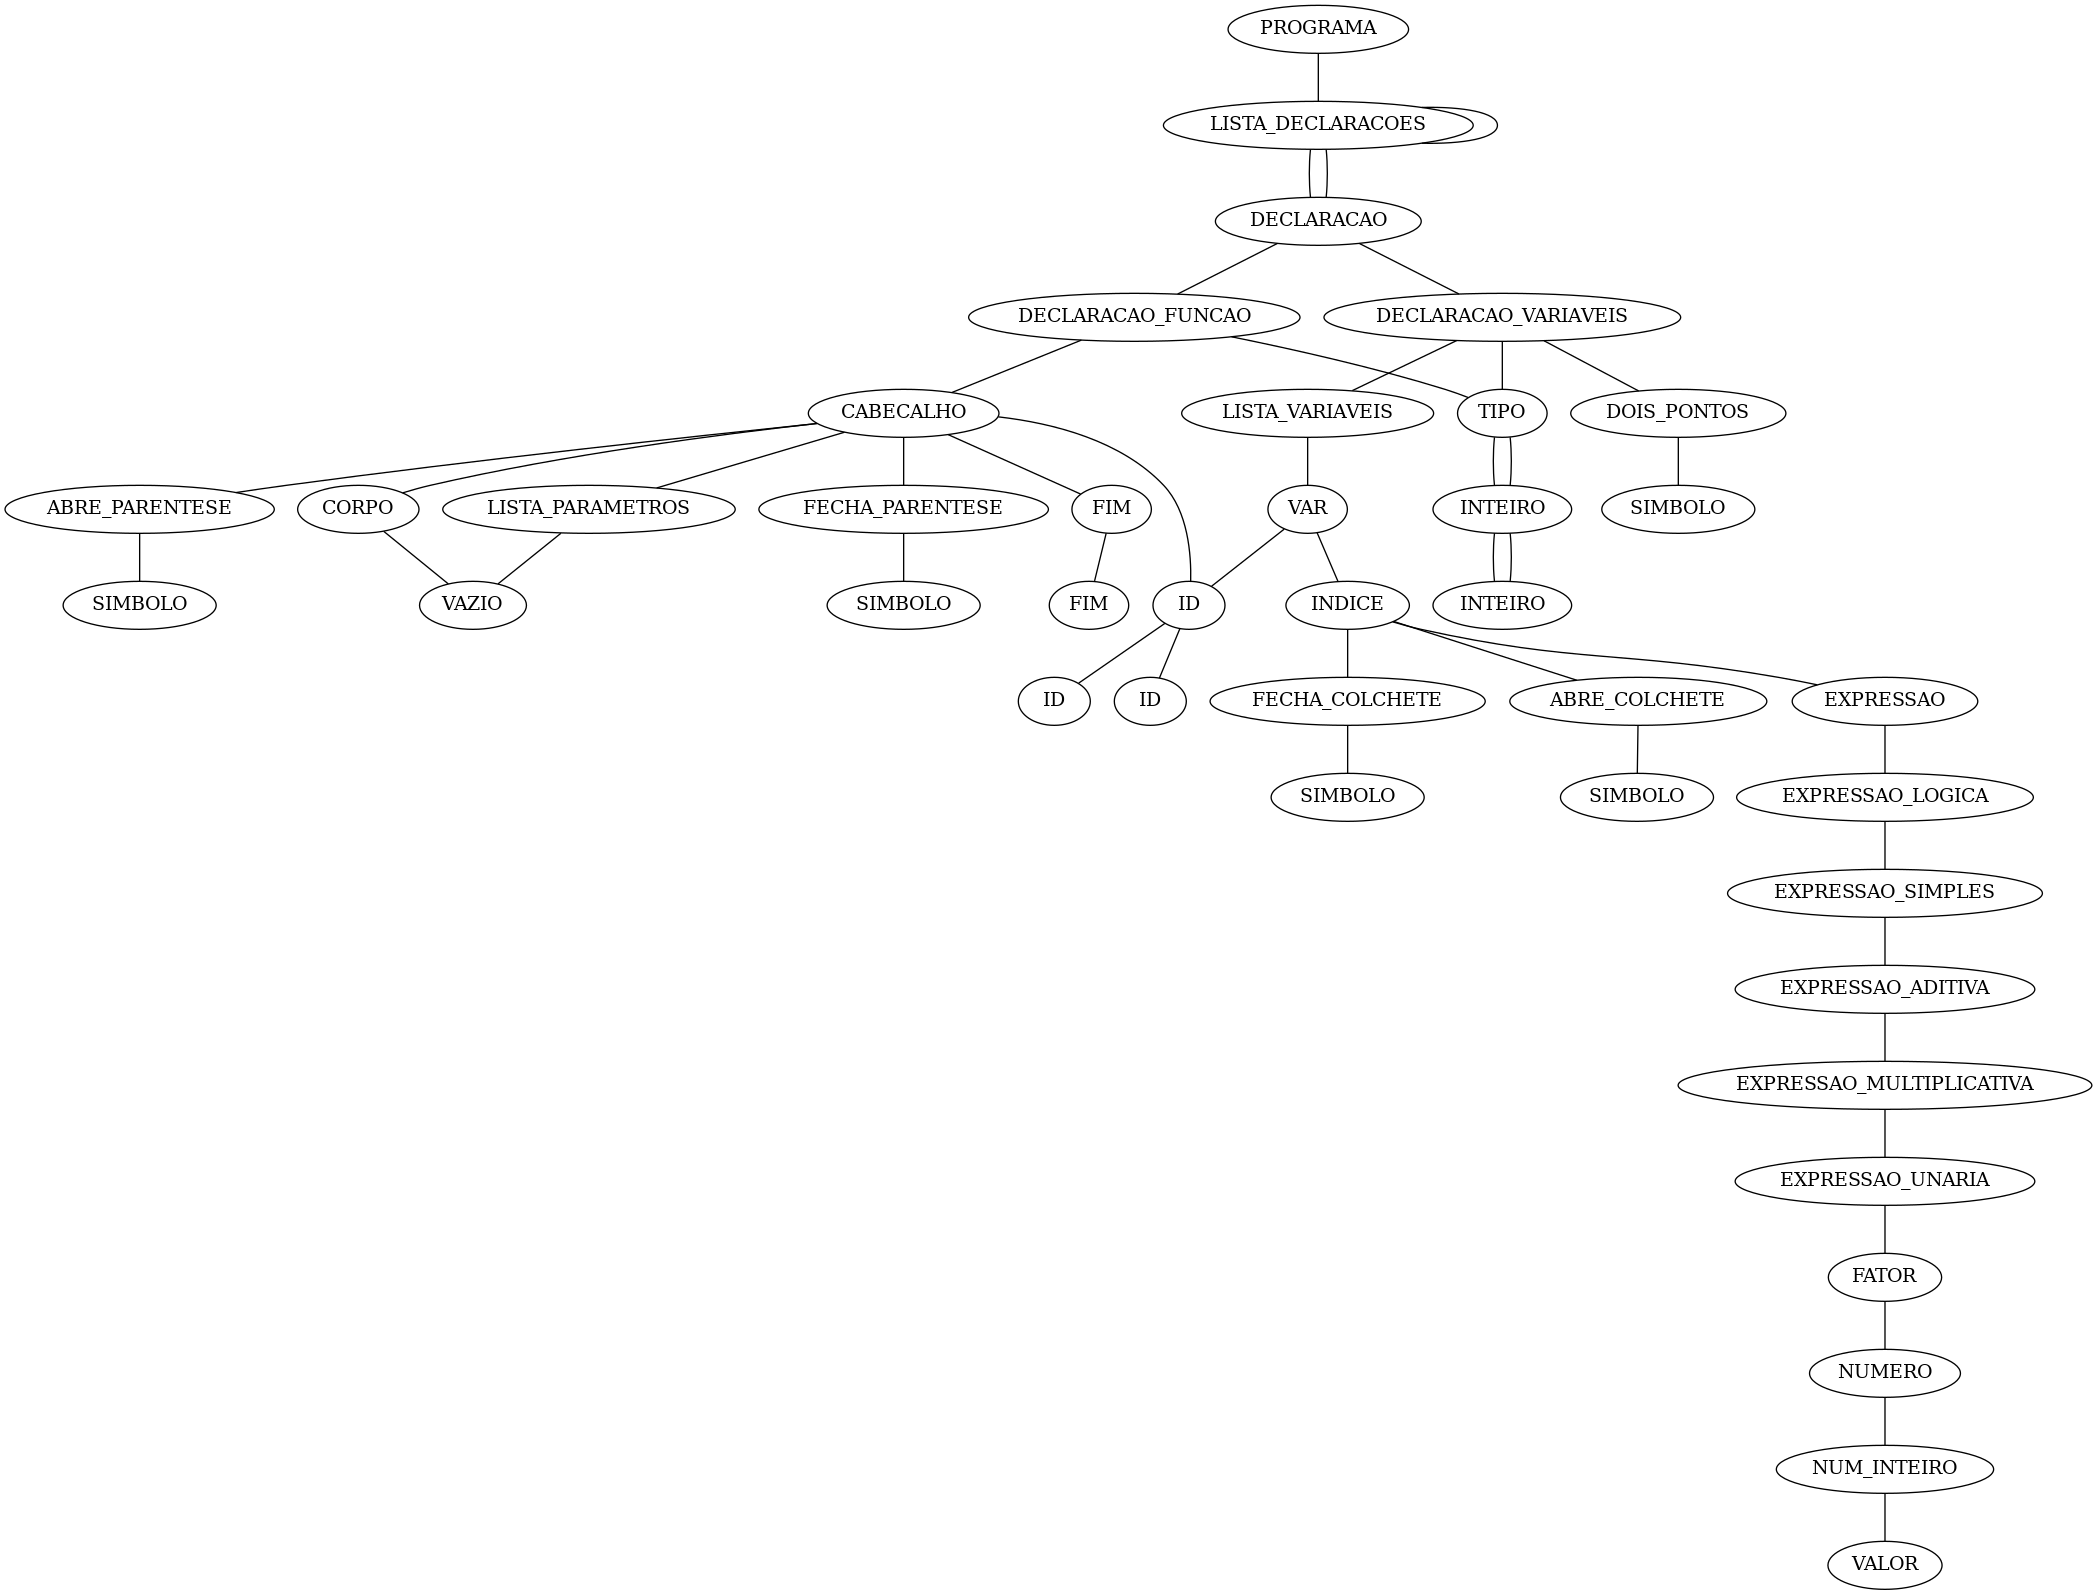 PROGRAMA
LISTA_DECLARACOES
DECLARACAO
DECLARACAO_FUNCAO
DECLARACAO_VARIAVEIS
CABECALHO
LISTA_VARIAVEIS
TIPO
DOIS_PONTOS
ABRE_PARENTESE
CORPO
LISTA_PARAMETROS
FECHA_PARENTESE
FIM
VAR
INTEIRO
SIMBOLO
SIMBOLO
VAZIO
SIMBOLO
FIM
ID
INDICE
INTEIRO
ID
ID
FECHA_COLCHETE
ABRE_COLCHETE
EXPRESSAO
SIMBOLO
SIMBOLO
EXPRESSAO_LOGICA
EXPRESSAO_SIMPLES
EXPRESSAO_ADITIVA
EXPRESSAO_MULTIPLICATIVA
EXPRESSAO_UNARIA
FATOR
NUMERO
NUM_INTEIRO
VALOR